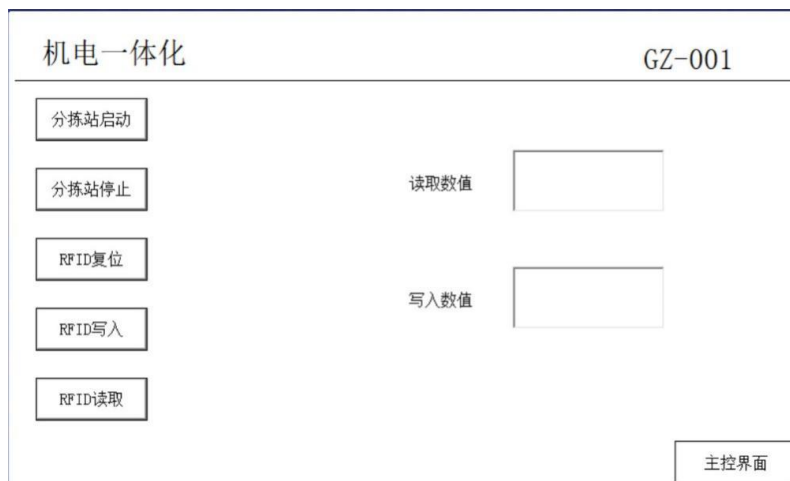 机电一体化
GZ-001
分拣站启动
分拣站停止
RFID复位
RFID写入
RFID读取
读取数值
写入数值
主控界面